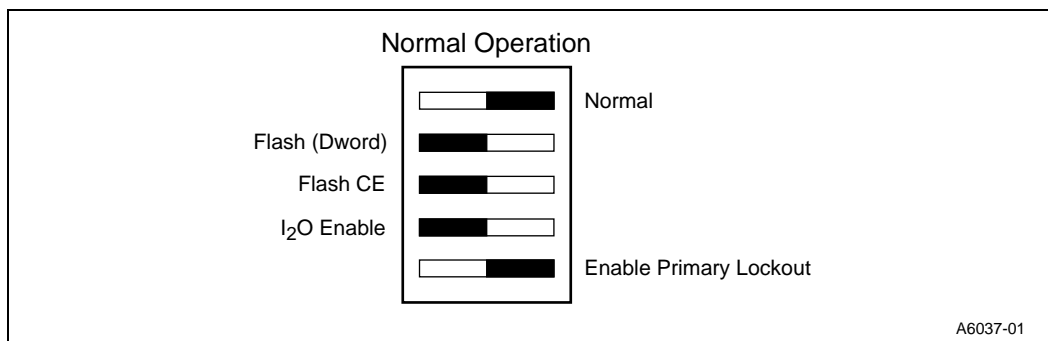 Normal Operation
Normal
Flash (Dword)
Flash CE
I₂O Enable
Enable Primary Lockout
A6037-01